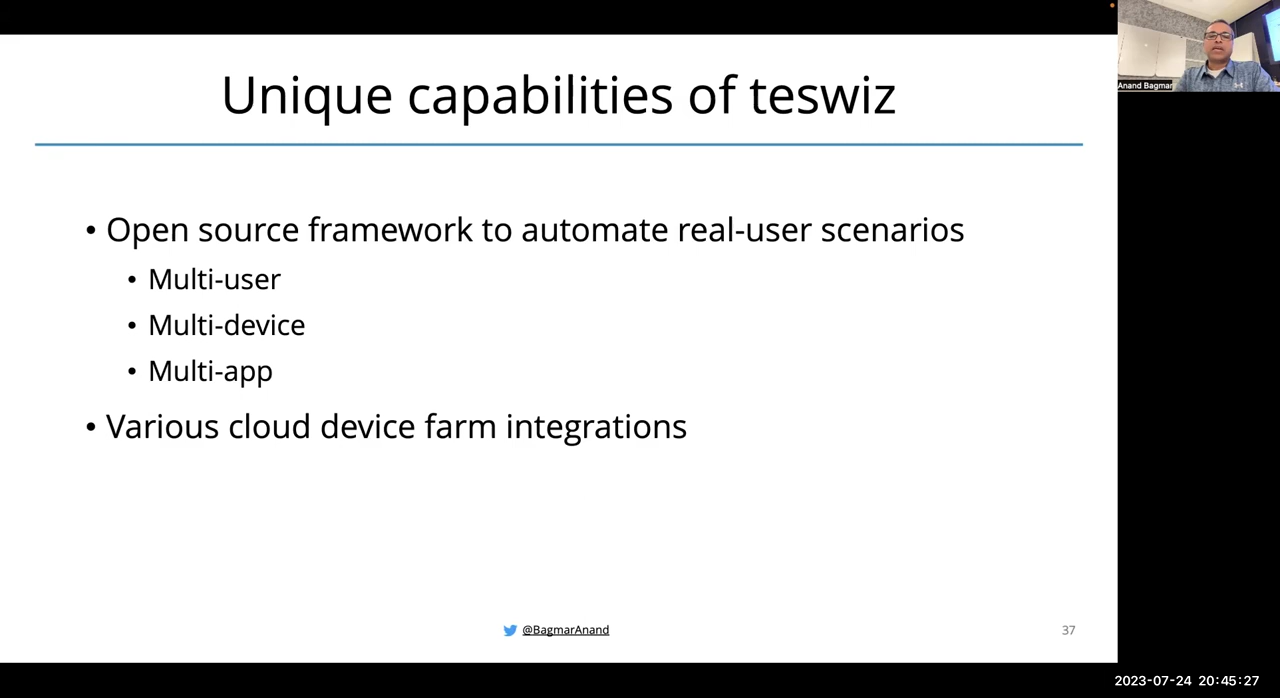 Unique capabilities of teswiz
• Open source framework to automate real-user scenarios
• Multi-user
• Multi-device
• Multi-app
• Various cloud device farm integrations
@BagmarAnand
37
Anand Bagmar
2023-07-24 20:45:27